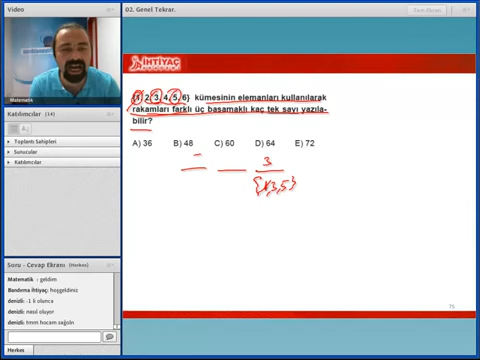 Video
02. Genel Tekrar.
Tam Ekran
Matematik
Katılımcılar
Toplantı Sahipleri
Sunucular
Katılımcılar
Soru - Cevap Ekranı
(Herkes)
Matematik : geldim
Bandırma İhtiyaç: hoşgeldiniz
denizli: -1 k olunca
denizli: nasıl oluyor
denizli: tmm hocam sağolın
Herkes
İHTİYAÇ
{1, 2, 3, 4, 5, 6} kümesinin elemanları kullanılarak
rakamları farklı üç basamaklı kaç tek sayı yazıla-
bilir?
A) 36 B) 48 C) 60 D) 64 E) 72
3
{1,3,5}
75